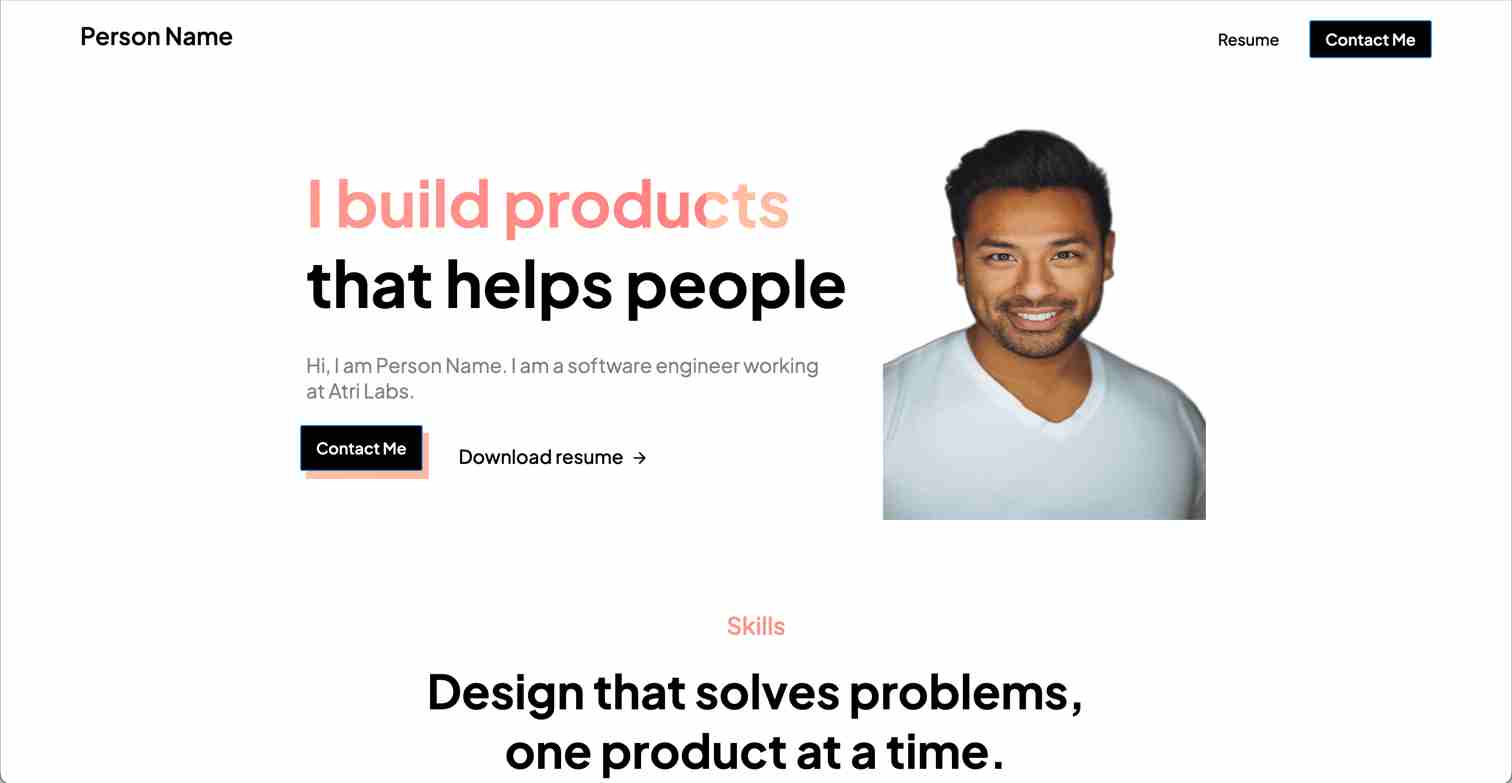 Person Name
Resume
Contact Me
I build products
that helps people
Hi, I am Person Name. I am a software engineer working
at Atri Labs.
Contact Me
Download resume →
Skills
Design that solves problems,
one product at a time.